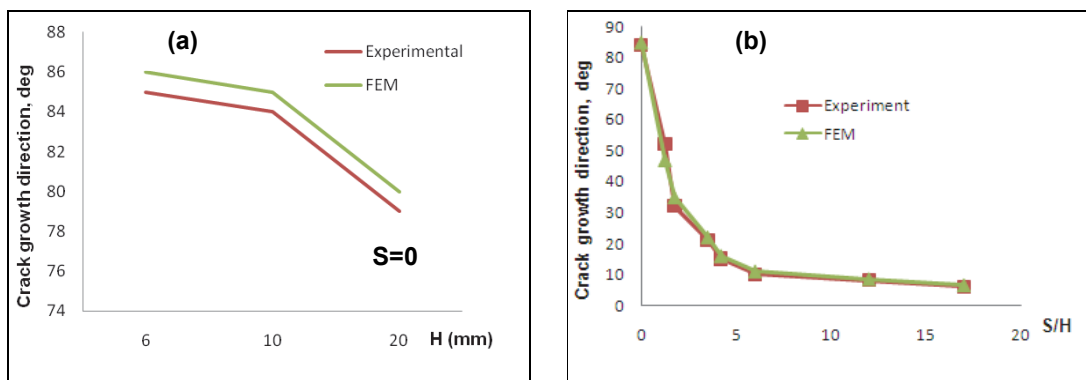 (a)
Crack growth direction, deg
88
86
84
82
80
78
76
74
Experimental
FEM
S=0
6 10 20 H (mm)
(b)
Crack growth direction, deg
90
80
70
60
50
40
30
20
10
0
Experiment
FEM
0 5 10 15 20 S/H